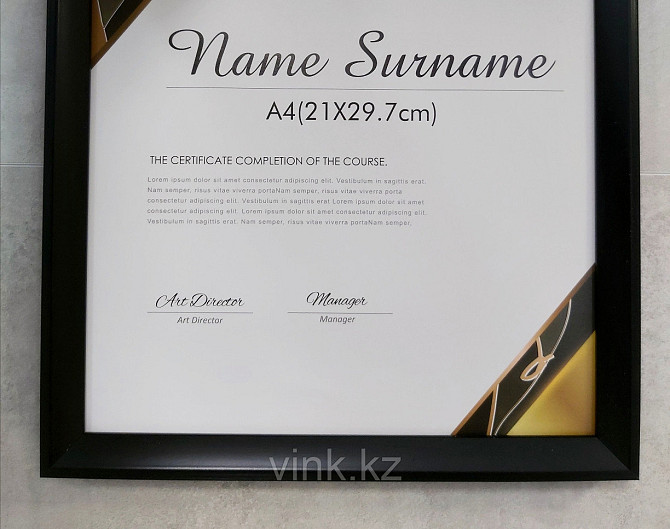 Name Surname
A4(21X29.7cm)
THE CERTIFICATE COMPLETION OF THE COURSE.
Lorem ipsum dolor sit amet consectetur adipiscing elit. Vestibulum in sagittis erat.
Nam semper, risus vitae viverra portaNam semper, risus vitae viverra porta
consectetur adipiscing elit. Vestibulum in sagittis erat Lorem ipsum dolor sit amet
consectetur adipiscing elit. Lorem ipsum dolor sit amet consectetur adipiscing elit.
Vestibulum in sagittis erat. Nam semper, risus vitae viverra portaNam semper,
Art Director Manager
Art Director Manager
vink.kz